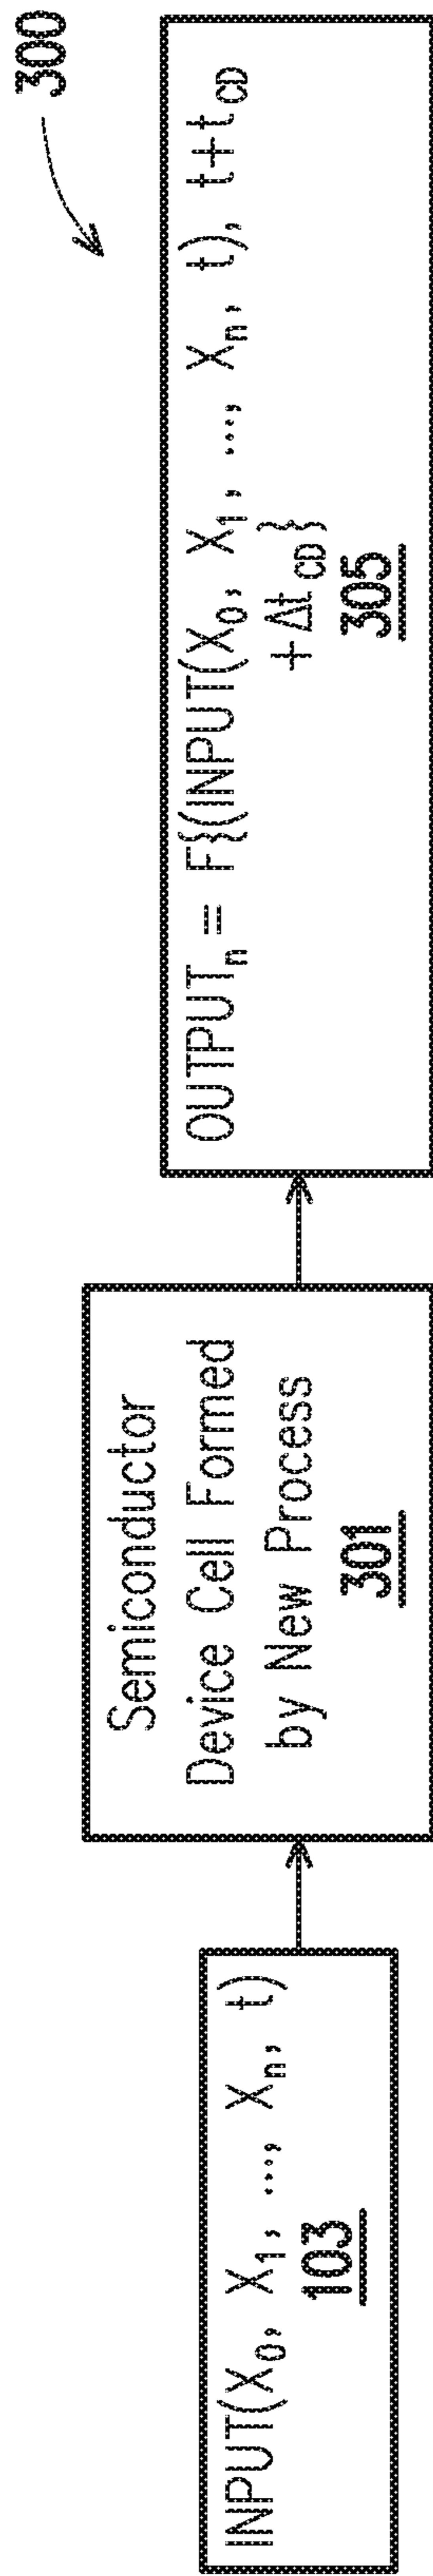 300
INPUT(X₀, X₁, ..., Xₙ, t)
103
Semiconductor
Device Cell Formed
by New Process
301
OUTPUTₙ = F{(INPUT(X₀, X₁, ..., Xₙ, t), t+t_CD
+Δt_CD}
305